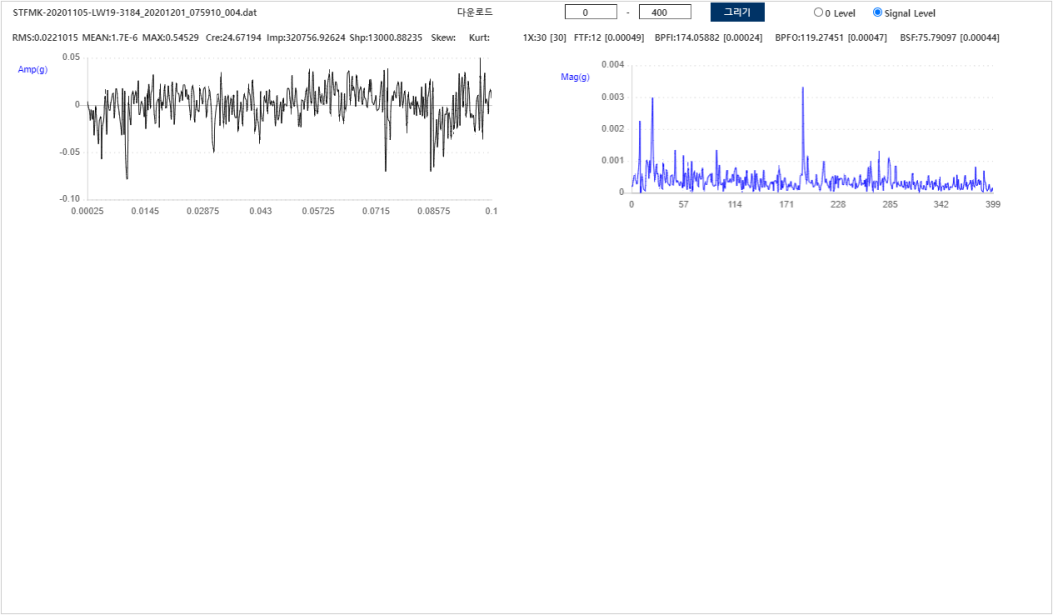 STFMK-20201105-LW19-3184_20201201_075910_004.dat 다운로드 0 - 400 그리기 0 Level Signal Level
RMS:0.0221015 MEAN:1.7E-6 MAX:0.54529 Cre:24.67194 Imp:320756.92624 Shp:13000.88235 Skew: Kurt: 1X:30 [30] FTF:12 [0.00049] BPFI:174.05882 [0.00024] BPFO:119.27451 [0.00047] BSF:75.79097 [0.00044]
Amp(g)
0.05
0
-0.05
-0.10
0.00025 0.0145 0.02875 0.043 0.05725 0.0715 0.08575 0.1
Mag(g)
0.004
0.003
0.002
0.001
0
0 57 114 171 228 285 342 399